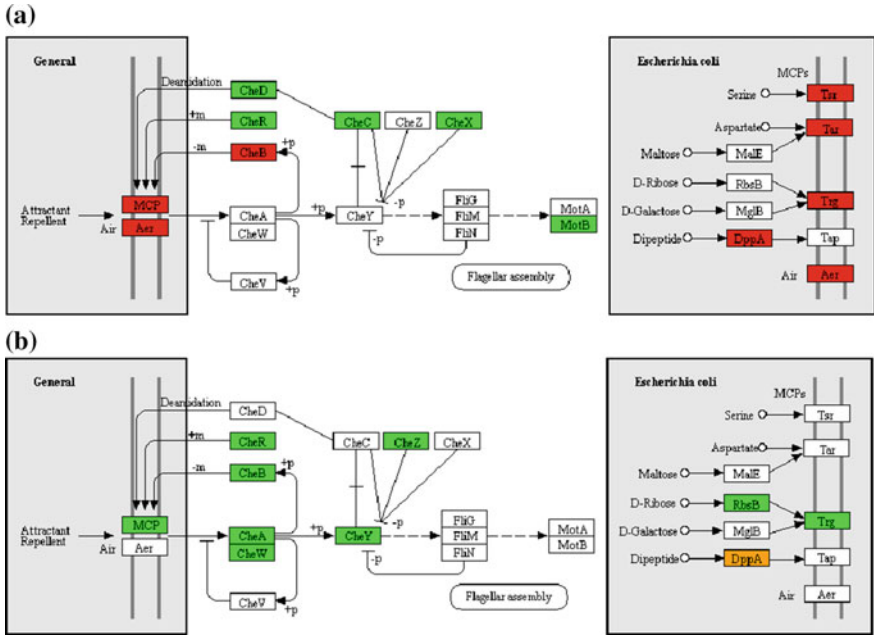 (a)
General
Escherichia coli
MCPs
Deamidation
CheD
Serine
Tsr
+m
CheR
CheC
CheZ
CheX
Aspartate
Tar
-m
CheB
+p
Maltose
MalE
D-Ribose
RbsB
MCP
Attractant
Repellent
Air
Aer
CheA
CheW
+p
CheY
-p
FliG
FliM
FliN
MotA
MotB
Trg
D-Galactose
MglB
-p
Dipeptide
DppA
Tap
CheV
+p
Flagellar assembly
Air
Aer
(b)
General
Escherichia coli
MCPs
Deamidation
CheD
Serine
Tsr
+m
CheR
CheC
CheZ
CheX
Aspartate
Tar
-m
CheB
+p
Maltose
MalE
D-Ribose
RbsB
MCP
Attractant
Repellent
Air
Aer
CheA
CheW
+p
CheY
-p
FliG
FliM
FliN
MotA
MotB
Trg
D-Galactose
MglB
-p
Dipeptide
DppA
Tap
CheV
+p
Flagellar assembly
Air
Aer